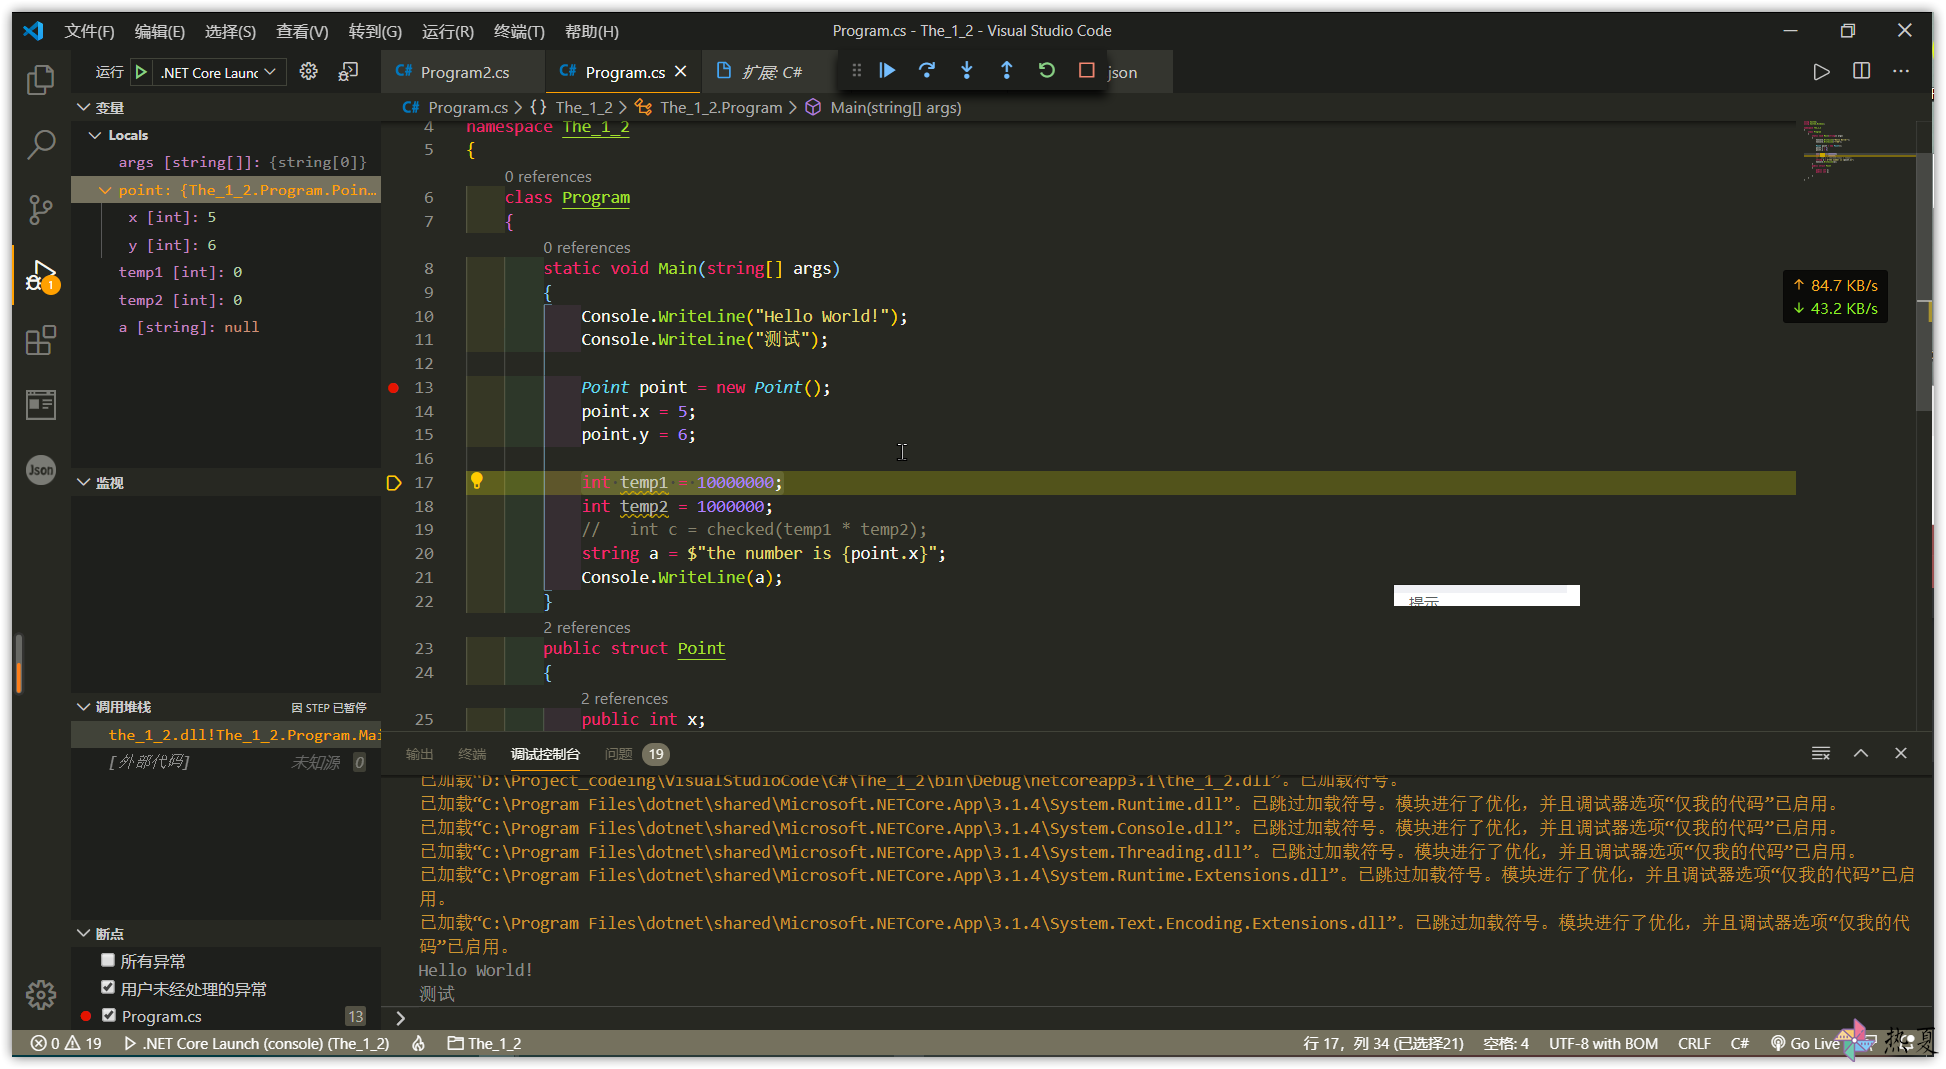 文件(F) 编辑(E) 选择(S) 查看(V) 转到(G) 运行(R) 终端(T) 帮助(H) Program.cs - The_1_2 - Visual Studio Code
运行 .NET Core Launc
C# Program2.cs C# Program.cs 扩展: C# json
C# Program.cs > {} The_1_2 > The_1_2.Program > Main(string[] args)
变量
Locals
args [string[]]: {string[0]}
point: {The_1_2.Program.Poin…
x [int]: 5
y [int]: 6
temp1 [int]: 0
temp2 [int]: 0
a [string]: null
监视
调用堆栈 因 STEP 已暂停
the_1_2.dll!The_1_2.Program.Mai
[外部代码] 未知源 0
断点
所有异常
用户未经处理的异常
Program.cs 13
4 namespace The_1_2
5 {
0 references
6 class Program
7 {
0 references
8 static void Main(string[] args)
9 {
10 Console.WriteLine("Hello World!");
11 Console.WriteLine("测试");
12
13 Point point = new Point();
14 point.x = 5;
15 point.y = 6;
16
17 int temp1 = 10000000;
18 int temp2 = 1000000;
19 //   int c = checked(temp1 * temp2);
20 string a = $"the number is {point.x}";
21 Console.WriteLine(a);
22 }
2 references
23 public struct Point
24 {
2 references
25 public int x;
↑ 84.7 KB/s
↓ 43.2 KB/s
提示
输出 终端 调试控制台 问题 19
已加载“D:\Project_codeing\VisualStudioCode\C#\The_1_2\bin\Debug\netcoreapp3.1\the_1_2.dll”。已加载符号。
已加载“C:\Program Files\dotnet\shared\Microsoft.NETCore.App\3.1.4\System.Runtime.dll”。已跳过加载符号。模块进行了优化，并且调试器选项“仅我的代码”已启用。
已加载“C:\Program Files\dotnet\shared\Microsoft.NETCore.App\3.1.4\System.Console.dll”。已跳过加载符号。模块进行了优化，并且调试器选项“仅我的代码”已启用。
已加载“C:\Program Files\dotnet\shared\Microsoft.NETCore.App\3.1.4\System.Threading.dll”。已跳过加载符号。模块进行了优化，并且调试器选项“仅我的代码”已启用。
已加载“C:\Program Files\dotnet\shared\Microsoft.NETCore.App\3.1.4\System.Runtime.Extensions.dll”。已跳过加载符号。模块进行了优化，并且调试器选项“仅我的代码”已启
用。
已加载“C:\Program Files\dotnet\shared\Microsoft.NETCore.App\3.1.4\System.Text.Encoding.Extensions.dll”。已跳过加载符号。模块进行了优化，并且调试器选项“仅我的代
码”已启用。
Hello World!
测试
Json
1
0 19 .NET Core Launch (console) (The_1_2) The_1_2 行 17，列 34 (已选择21) 空格: 4 UTF-8 with BOM CRLF C# Go Live
热夏